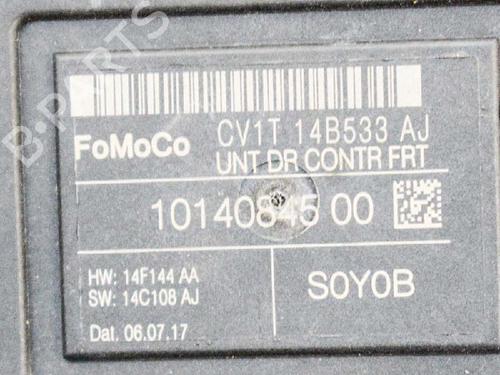 B-PARTS
FoMoCo CV1T 14B533 AJ
UNT DR CONTR FRT
10140845 00
HW: 14F144 AA
SW: 14C108 AJ
S0Y0B
Dat. 06.07.17